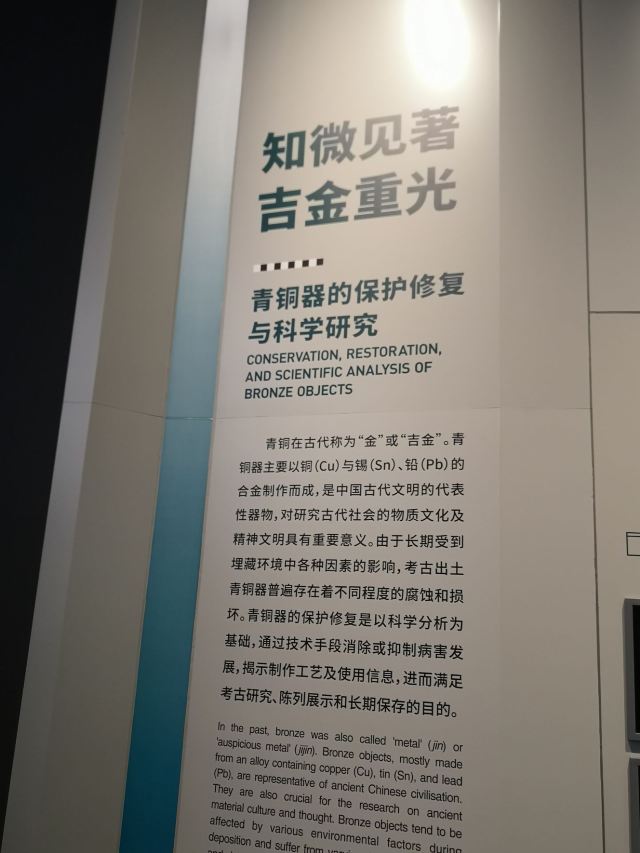 知微见著
吉金重光
青铜器的保护修复
与科学研究
CONSERVATION, RESTORATION,
AND SCIENTIFIC ANALYSIS OF
BRONZE OBJECTS
青铜在古代称为“金”或“吉金”。青
铜器主要以铜(Cu)与锡(Sn)、铅(Pb)的
合金制作而成,是中国古代文明的代表
性器物,对研究古代社会的物质文化及
精神文明具有重要意义。由于长期受到
埋藏环境中各种因素的影响,考古出土
青铜器普遍存在着不同程度的腐蚀和损
坏。青铜器的保护修复是以科学分析为
基础,通过技术手段消除或抑制病害发
展,揭示制作工艺及使用信息,进而满足
考古研究、陈列展示和长期保存的目的。
In the past, bronze was also called 'metal' (jin) or
'auspicious metal' (jijin). Bronze objects, mostly made
from an alloy containing copper (Cu), tin (Sn), and lead
(Pb), are representative of ancient Chinese civilisation.
They are also crucial for the research on ancient
material culture and thought. Bronze objects tend to be
affected by various environmental factors during
deposition and suffer from